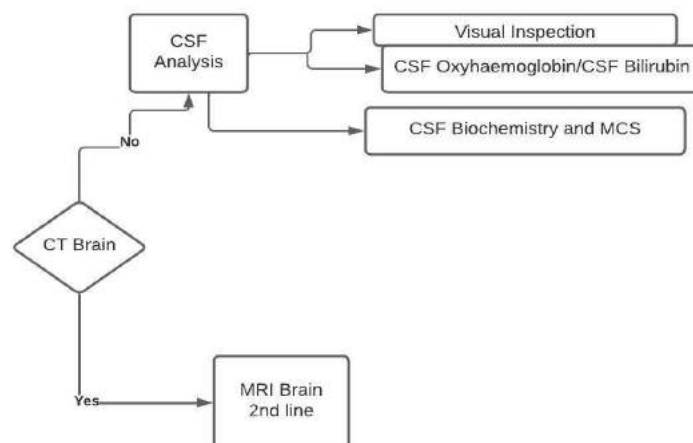 CSF
Analysis
Visual Inspection
CSF Oxyhaemoglobin/CSF Bilirubin
CSF Biochemistry and MCS
No
CT Brain
Yes
MRI Brain
2nd line